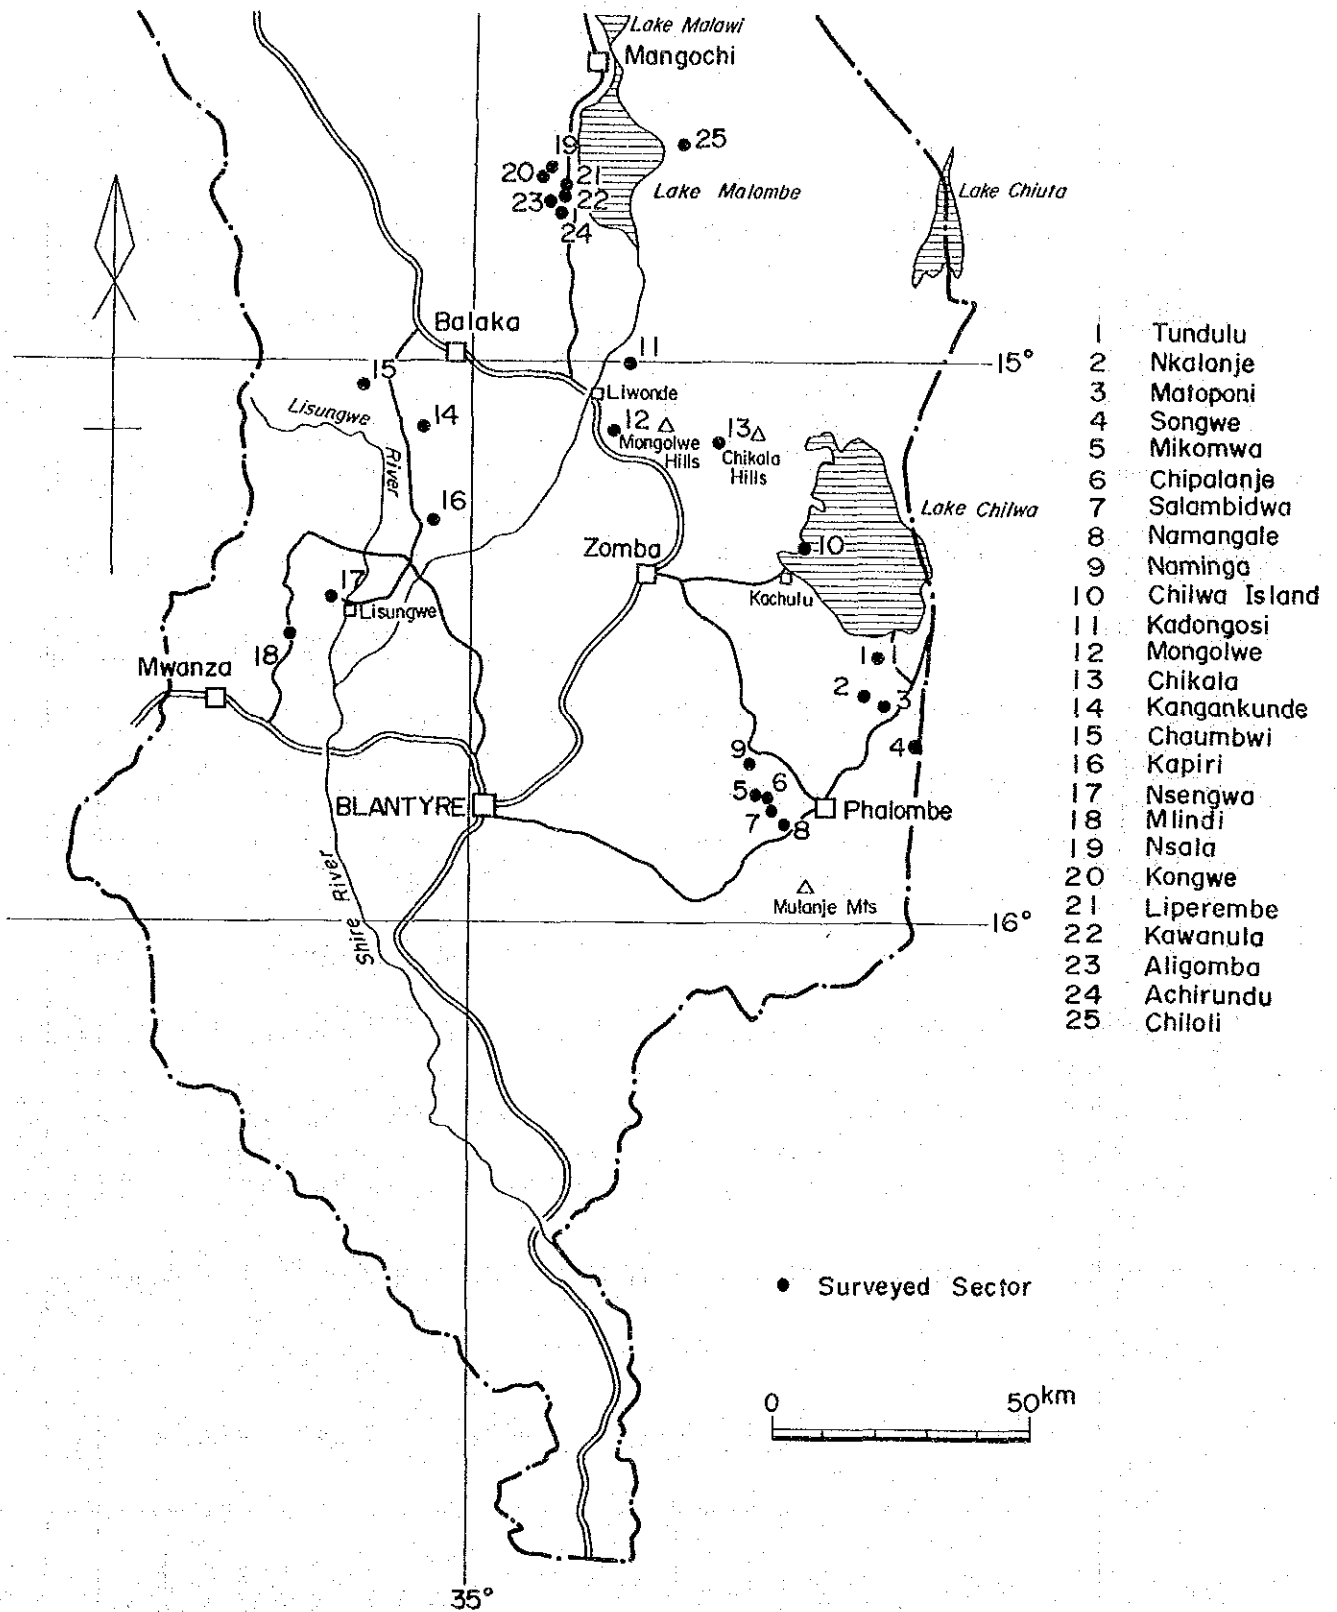 Lake Malawi
Mangochi
19
25
20
21
Lake Malombe
Lake Chiuta
23
22
24
Balaka
11
15°
15
Liwonde
Lisungwe
14
12
Mongolwe
Hills
13
Chikala
Hills
River
16
Lake Chilwa
Zomba
10
17
Kachulu
Lisungwe
18
1
Mwanza
2
3
4
9
5
6
BLANTYRE
7
8
Phalombe
Shire River
Mulanje Mts
16°
1 Tundulu
2 Nkalanje
3 Matoponi
4 Songwe
5 Mikomwa
6 Chipalanje
7 Salambidwa
8 Namangale
9 Naminga
10 Chilwa Island
11 Kadongosi
12 Mongolwe
13 Chikala
14 Kangankunde
15 Chaumbwi
16 Kapiri
17 Nsengwa
18 Mlindi
19 Nsala
20 Kongwe
21 Liperembe
22 Kawanula
23 Aligomba
24 Achirundu
25 Chiloli
Surveyed Sector
0 50km
35°